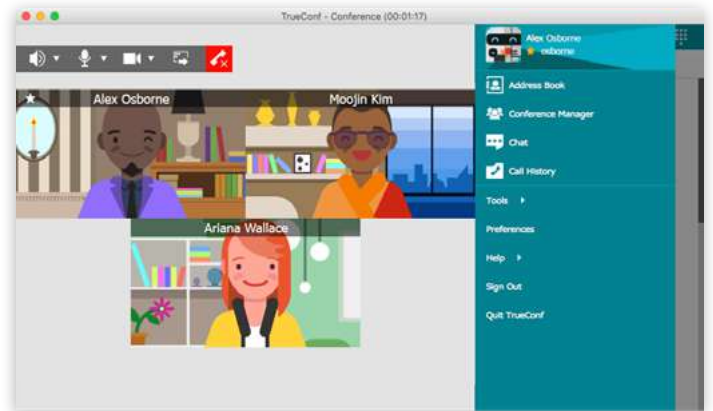 TrueConf - Conference (00:01:17)
Alex Osborne
osborne
Address Book
Conference Manager
Chat
Call History
Tools
Preferences
Help
Sign Out
Quit TrueConf
Alex Osborne
Moojin Kim
Ariana Wallace